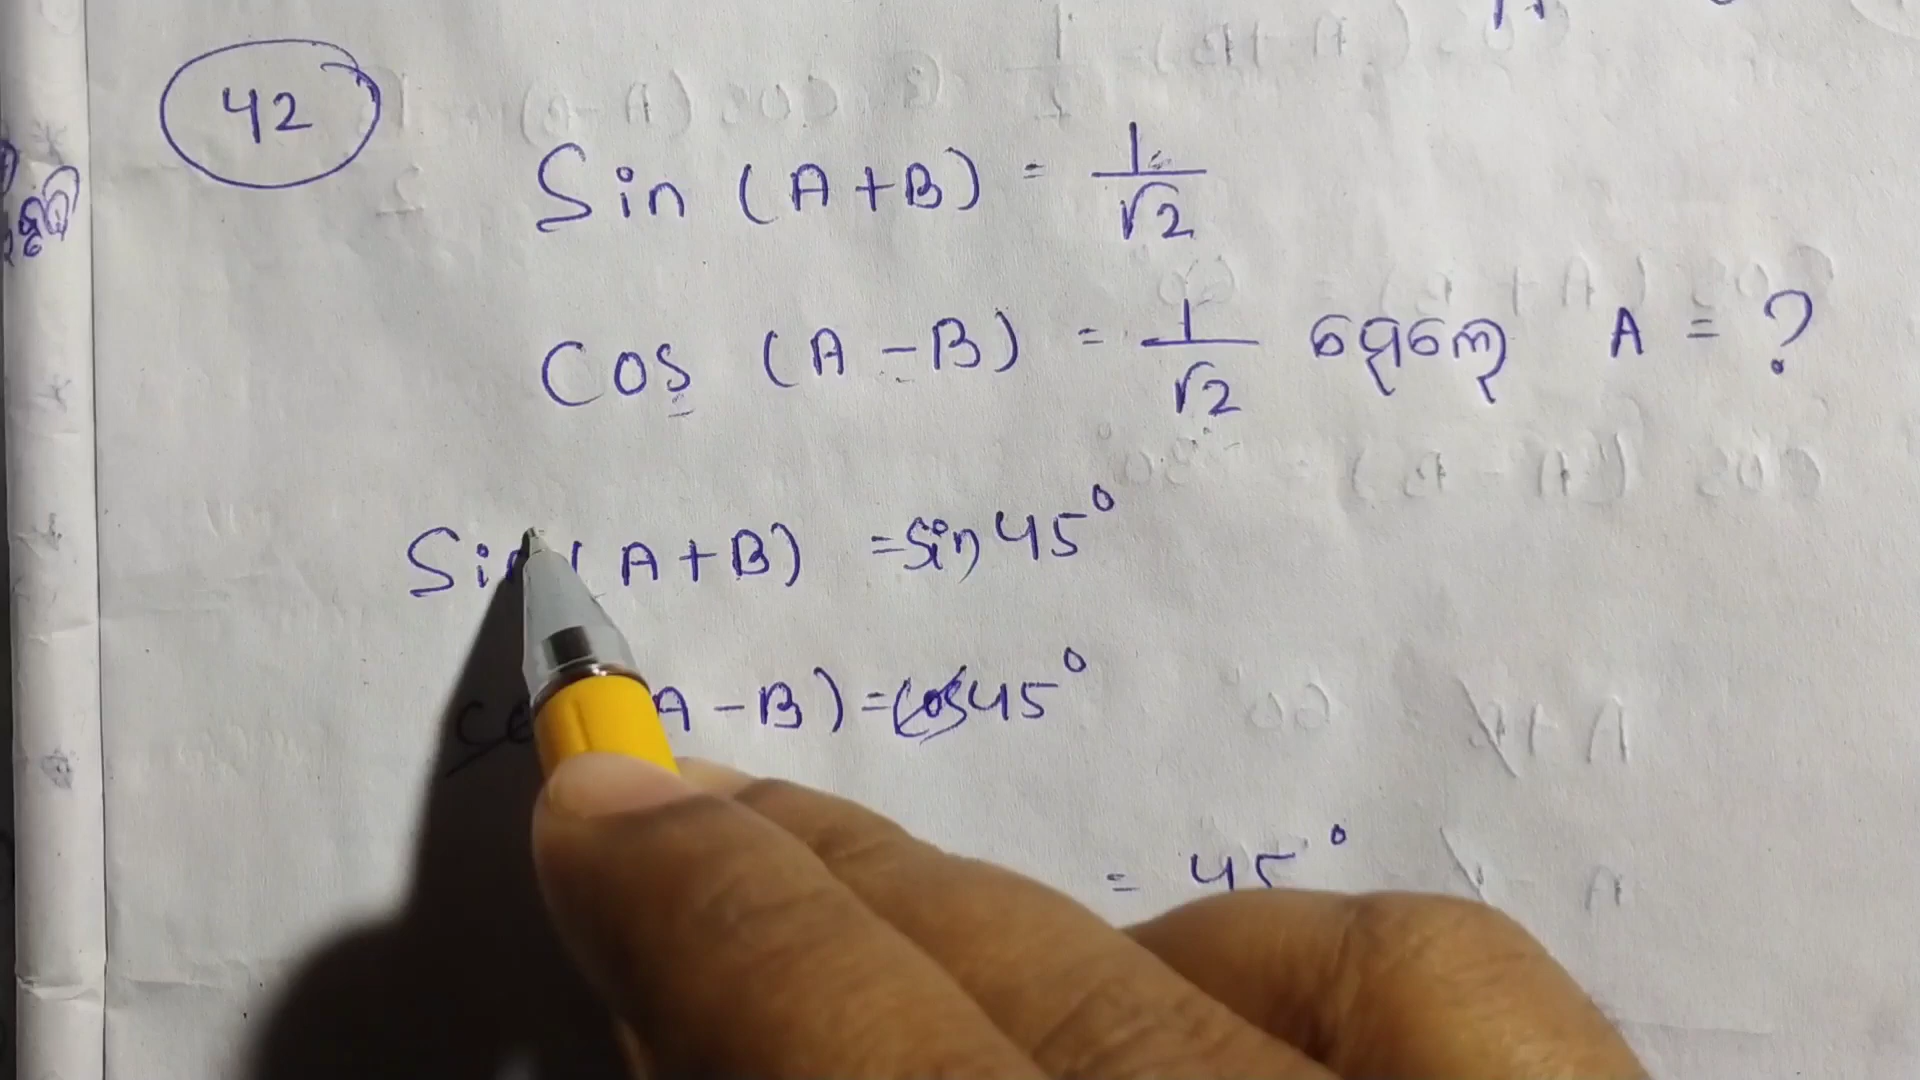 42
Sin (A+B) = 1/√2
Cos (A-B) = 1/√2 ହେଲେ A = ?
Sin (A+B) = sin 45°
A-B) = cos 45°
= 45°